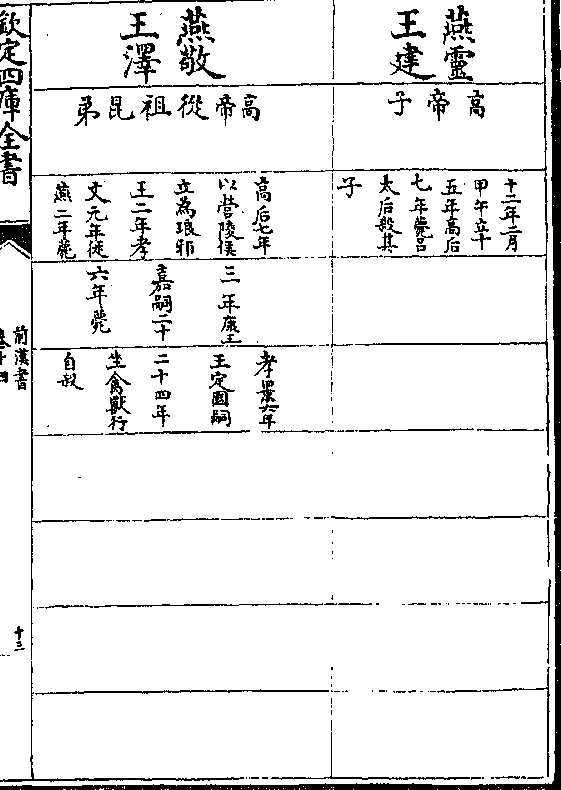 燕靈
王建
高帝子
十二年二月
甲午立十
五年高后
七年薨呂
太后殺其
子
燕敬
王澤
高帝從祖昆弟
高后七年
以營陵侯
立為琅邪
王二年孝
文元年徙
燕二年薨
三年康王
嘉嗣二十
六年薨
孝景六年
王定國嗣
二十四年
坐禽獸行
自殺
欽定四庫全書
前漢書
卷十四
十三